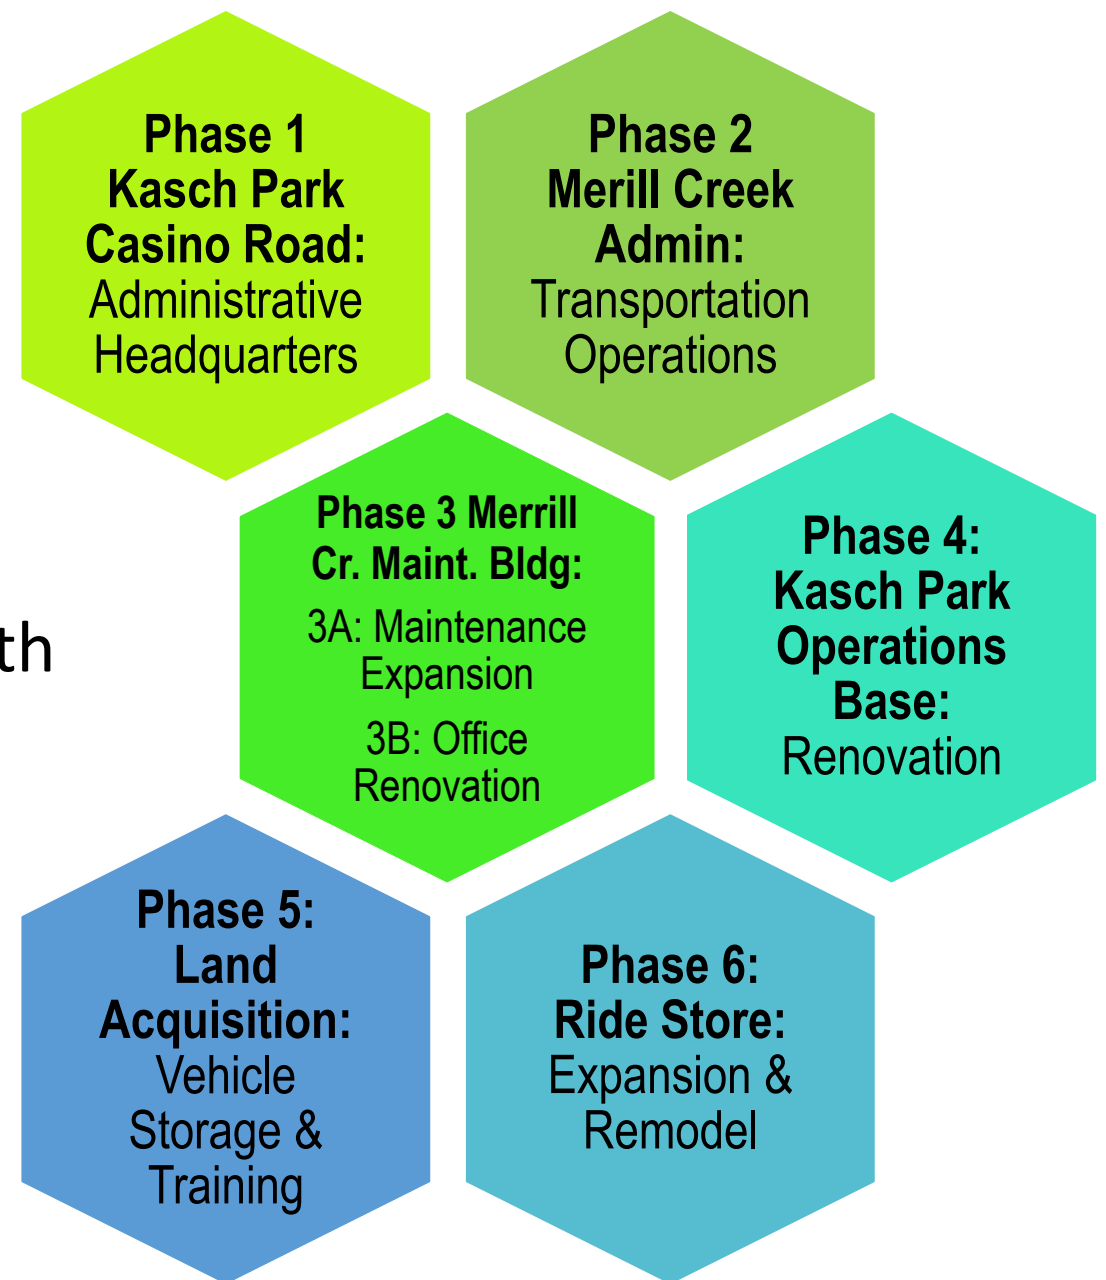 Phase 1
Kasch Park
Casino Road:
Administrative
Headquarters
Phase 2
Merill Creek
Admin:
Transportation
Operations
Phase 3 Merrill
Cr. Maint. Bldg:
3A: Maintenance
Expansion
3B: Office
Renovation
Phase 4:
Kasch Park
Operations
Base:
Renovation
th
Phase 5:
Land
Acquisition:
Vehicle
Storage &
Training
Phase 6:
Ride Store:
Expansion &
Remodel